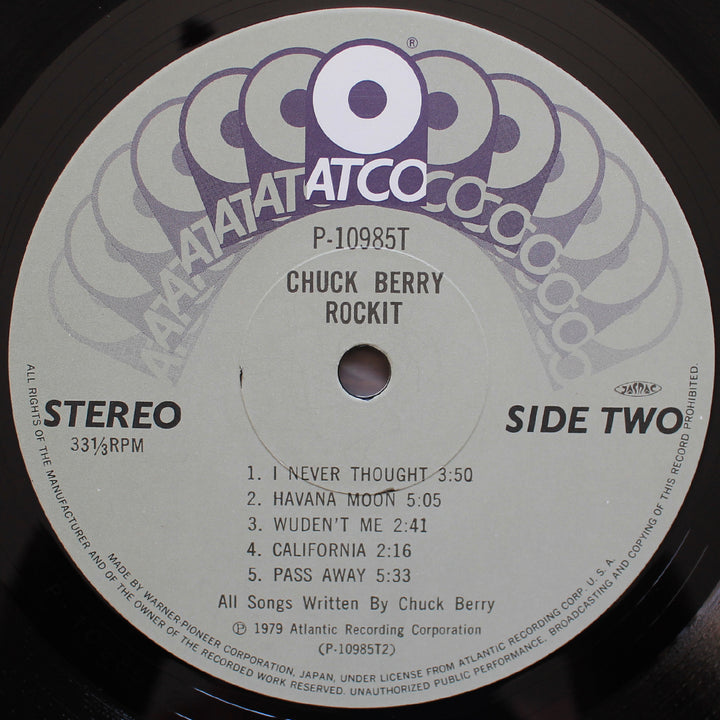 ®
ATCO
P-10985T
CHUCK BERRY
ROCKIT
JASRAC
STEREO
SIDE TWO
33⅓RPM
1. I NEVER THOUGHT 3:50
2. HAVANA MOON 5:05
3. WUDEN'T ME 2:41
4. CALIFORNIA 2:16
5. PASS AWAY 5:33
All Songs Written By Chuck Berry
℗ 1979 Atlantic Recording Corporation
(P-10985T2)
ALL RIGHTS OF THE MANUFACTURER AND OF THE OWNER OF THE RECORDED WORK RESERVED. UNAUTHORIZED PUBLIC PERFORMANCE, BROADCASTING AND COPYING OF THIS RECORD PROHIBITED.
MADE BY WARNER-PIONEER CORPORATION, JAPAN, UNDER LICENSE FROM ATLANTIC RECORDING CORP. U. S. A.